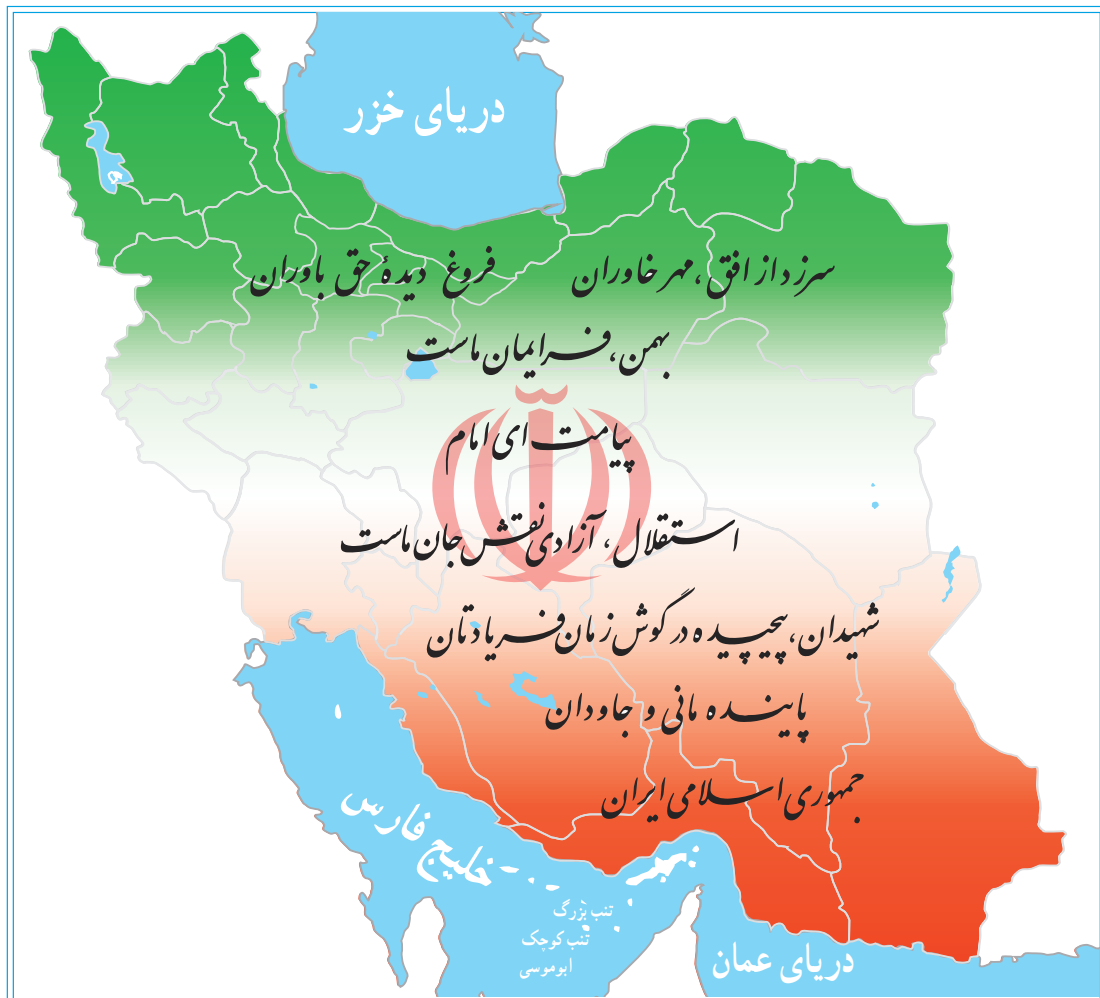 دریای خزر
سرزد از افق، مهر خاوران فروغ دیدهٔ حق باوران
بهمن، فر ایمان ماست
پیامت ای امام
استقلال، آزادی نقش جان ماست
شهیدان، پیچیده در گوش زمان فریادتان
پاینده مانی و جاودان
جمهوری اسلامی ایران
خلیج فارس
تنب بزرگ
تنب کوچک
ابوموسی
دریای عمان